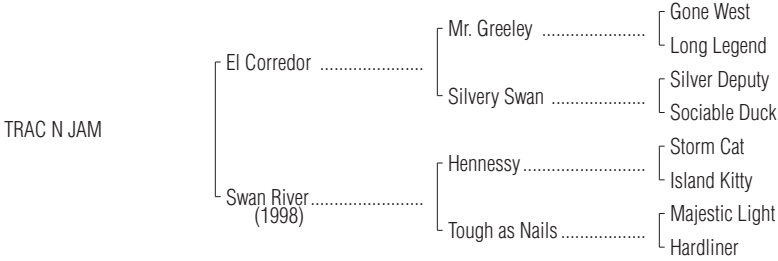 Gone West
Mr. Greeley ......................
Long Legend
El Corredor ......................
Silver Deputy
Silvery Swan ....................
Sociable Duck
TRAC N JAM
Storm Cat
Hennessy ..........................
Island Kitty
Swan River ........................
(1998)
Majestic Light
Tough as Nails ..................
Hardliner